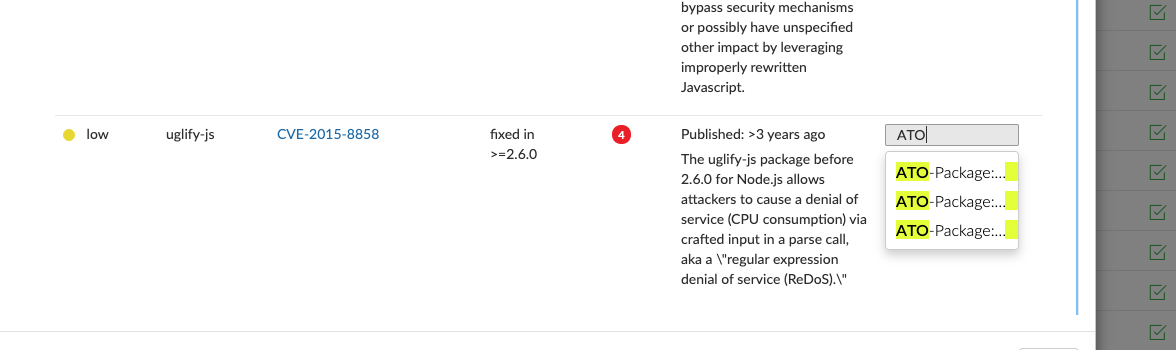 bypass security mechanisms
or possibly have unspecified
other impact by leveraging
improperly rewritten
Javascript.
low uglify-js CVE-2015-8858 fixed in 4 Published: >3 years ago ATO
>=2.6.0
The uglify-js package before
2.6.0 for Node.js allows
attackers to cause a denial of
service (CPU consumption) via
crafted input in a parse call,
aka a \"regular expression
denial of service (ReDoS).\"
ATO-Package:...
ATO-Package:...
ATO-Package:...